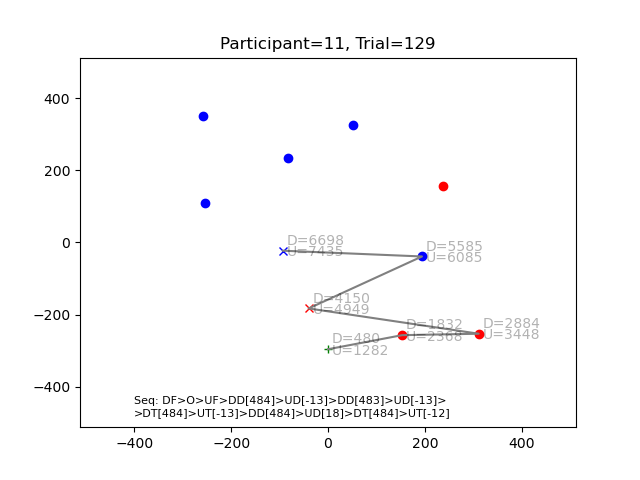 Participant=11, Trial=129
400
200
0
−200
−400
D=6698
U=7435
D=5585
U=6085
D=4150
U=4949
D=2884
U=3448
D=1832
U=2368
D=480
U=1282
Seq: DF>O>UF>DD[484]>UD[-13]>DD[483]>UD[-13]>
>DT[484]>UT[-13]>DD[484]>UD[18]>DT[484]>UT[-12]
−400 −200 0 200 400